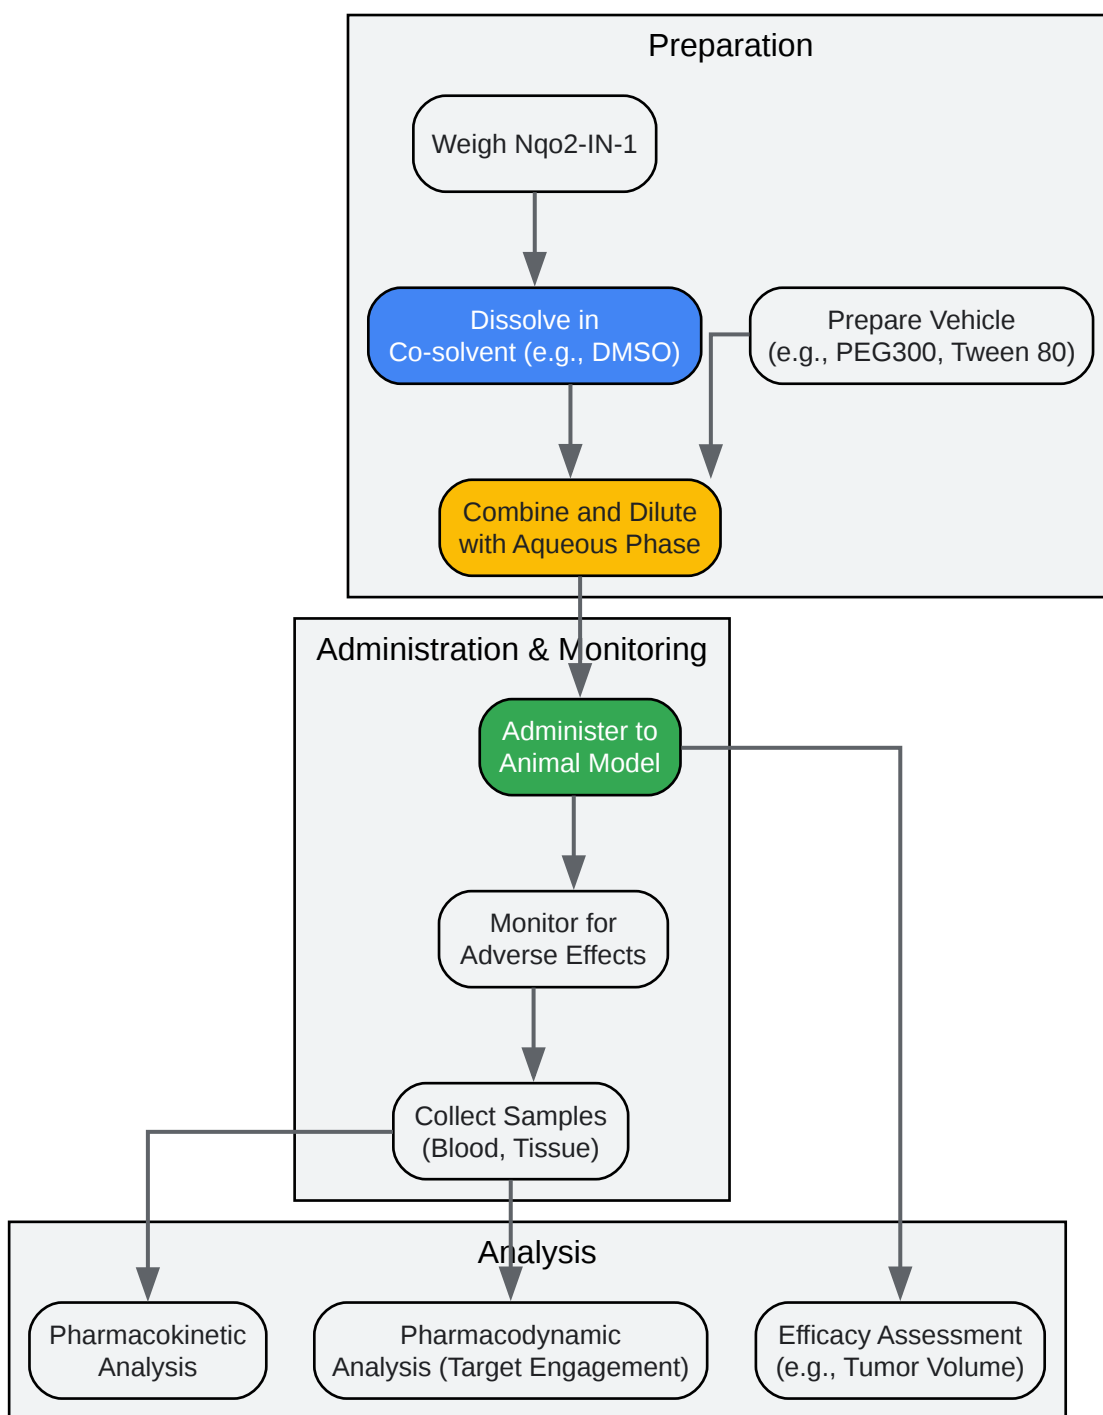 Preparation
Weigh Nqo2-IN-1
Dissolve in
Co-solvent (e.g., DMSO)
Prepare Vehicle
(e.g., PEG300, Tween 80)
Combine and Dilute
with Aqueous Phase
Administration & Monitoring
Administer to
Animal Model
Monitor for
Adverse Effects
Collect Samples
(Blood, Tissue)
Analysis
Pharmacokinetic
Analysis
Pharmacodynamic
Analysis (Target Engagement)
Efficacy Assessment
(e.g., Tumor Volume)